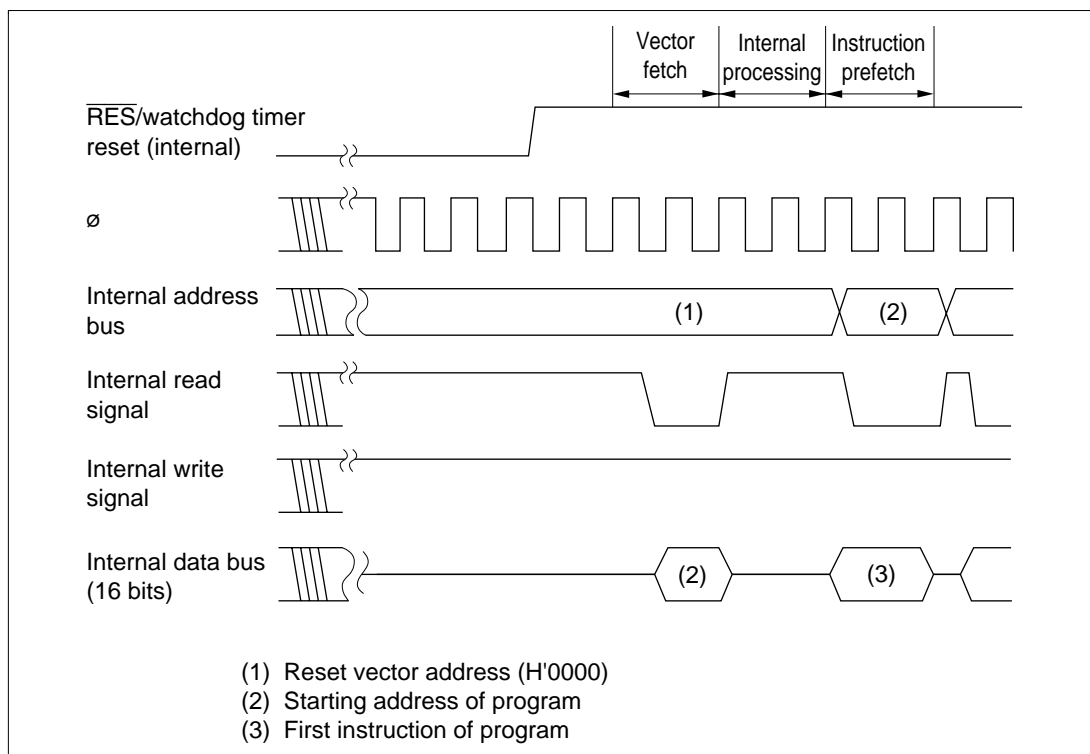 Vector fetch
Internal processing
Instruction prefetch
RES/watchdog timer
reset (internal)
ø
Internal address
bus
(1)
(2)
Internal read
signal
Internal write
signal
Internal data bus
(16 bits)
(2)
(3)
(1) Reset vector address (H'0000)
(2) Starting address of program
(3) First instruction of program